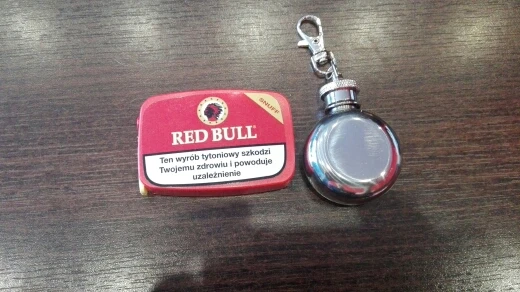 SNUFF
RED BULL
Ten wyrób tytoniowy szkodzi
Twojemu zdrowiu i powoduje
uzależnienie